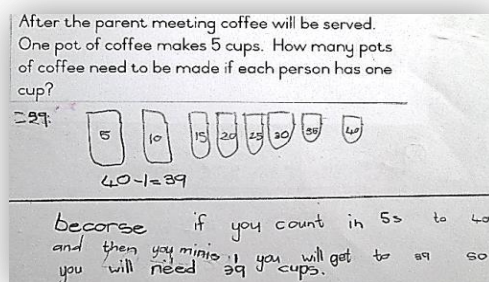 After the parent meeting coffee will be served.
One pot of coffee makes 5 cups. How many pots
of coffee need to be made if each person has one
cup?
5 10 15 20 25 30 35 40
40-1=39
becorse if you count in 5s to 40
and then you minis 1 you will get to 39 so
you will need 39 cups.